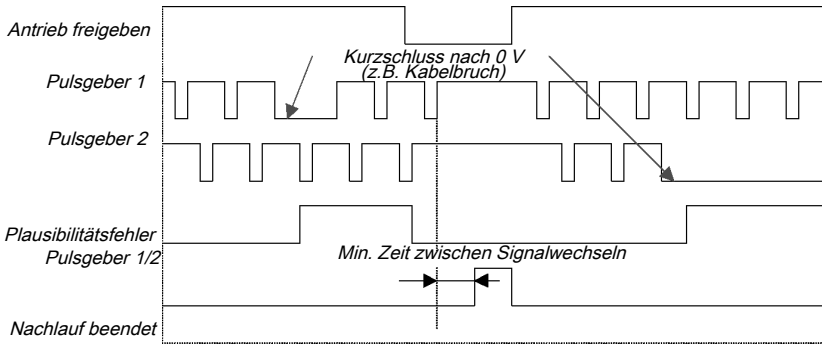 Antrieb freigeben
Kurzschluss nach 0 V
(z.B. Kabelbruch)
Pulsgeber 1
Pulsgeber 2
Plausibilitätsfehler
Pulsgeber 1/2
Min. Zeit zwischen Signalwechseln
Nachlauf beendet